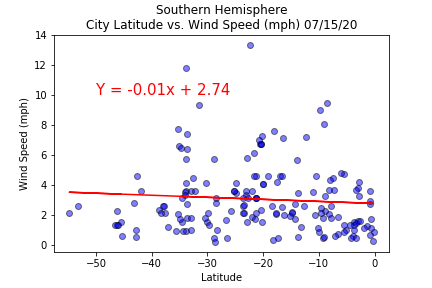 Southern Hemisphere
City Latitude vs. Wind Speed (mph) 07/15/20
14
12
10
8
6
4
2
0
Wind Speed (mph)
Y = -0.01x + 2.74
−50
−40
−30
−20
−10
0
Latitude